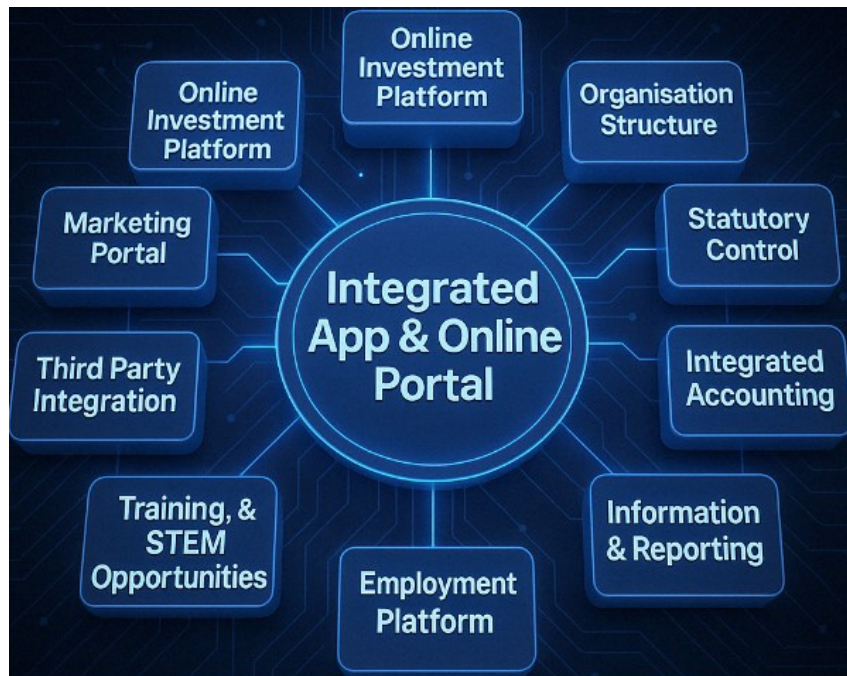 Online
Investment
Platform
Online
Investment
Platform
Organisation
Structure
Marketing
Portal
Statutory
Control
Integrated
App & Online
Portal
Third Party
Integration
Integrated
Accounting
Training, &
STEM
Opportunities
Employment
Platform
Information
& Reporting